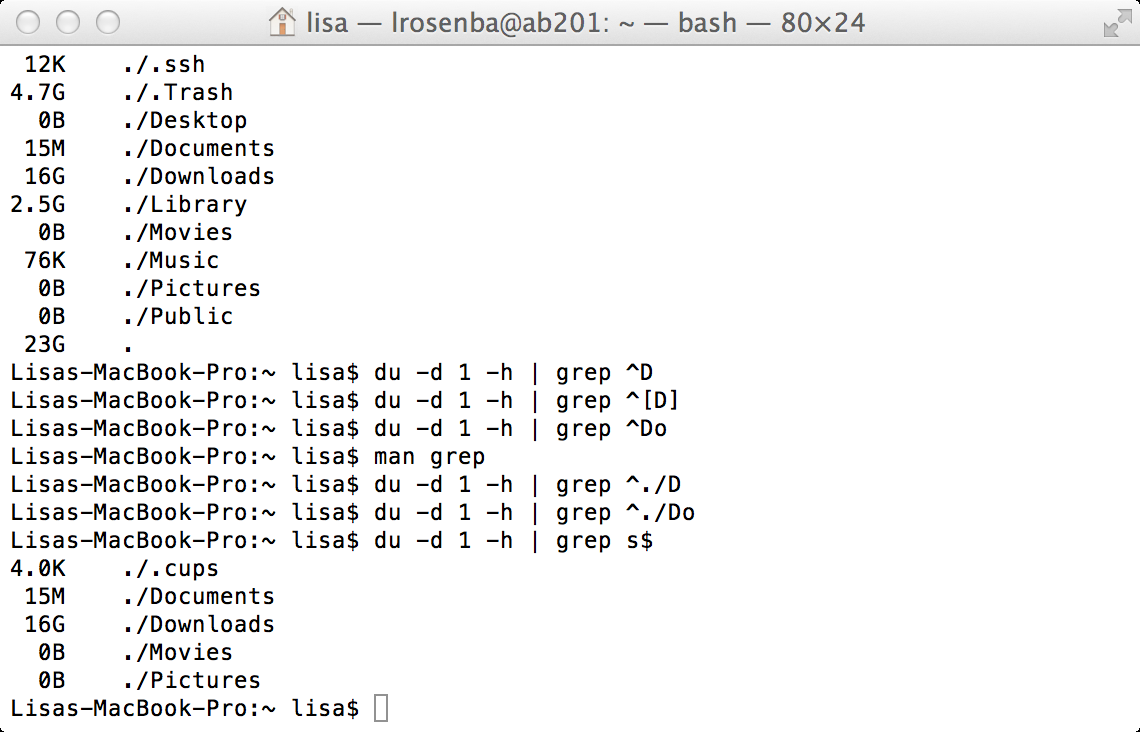 lisa — lrosenba@ab201: ~ — bash — 80×24
 12K    ./.ssh
4.7G    ./.Trash
  0B    ./Desktop
 15M    ./Documents
 16G    ./Downloads
2.5G    ./Library
  0B    ./Movies
 76K    ./Music
  0B    ./Pictures
  0B    ./Public
 23G    .
Lisas-MacBook-Pro:~ lisa$ du -d 1 -h | grep ^D
Lisas-MacBook-Pro:~ lisa$ du -d 1 -h | grep ^[D]
Lisas-MacBook-Pro:~ lisa$ du -d 1 -h | grep ^Do
Lisas-MacBook-Pro:~ lisa$ man grep
Lisas-MacBook-Pro:~ lisa$ du -d 1 -h | grep ^./D
Lisas-MacBook-Pro:~ lisa$ du -d 1 -h | grep ^./Do
Lisas-MacBook-Pro:~ lisa$ du -d 1 -h | grep s$
4.0K    ./.cups
 15M    ./Documents
 16G    ./Downloads
  0B    ./Movies
  0B    ./Pictures
Lisas-MacBook-Pro:~ lisa$